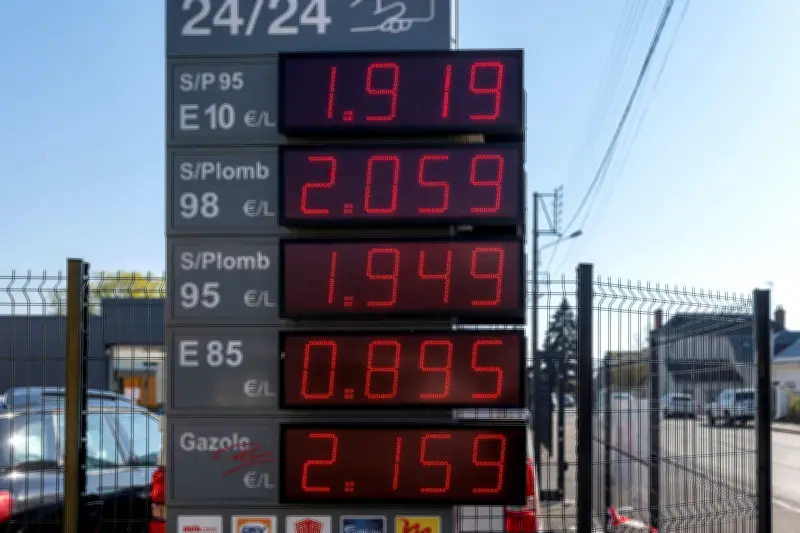 24/24
S/P 95
E10 €/L 1.919
S/Plomb
98 €/L 2.059
S/Plomb
95 €/L 1.949
E 85
€/L 0.895
Gazole
€/L 2.159